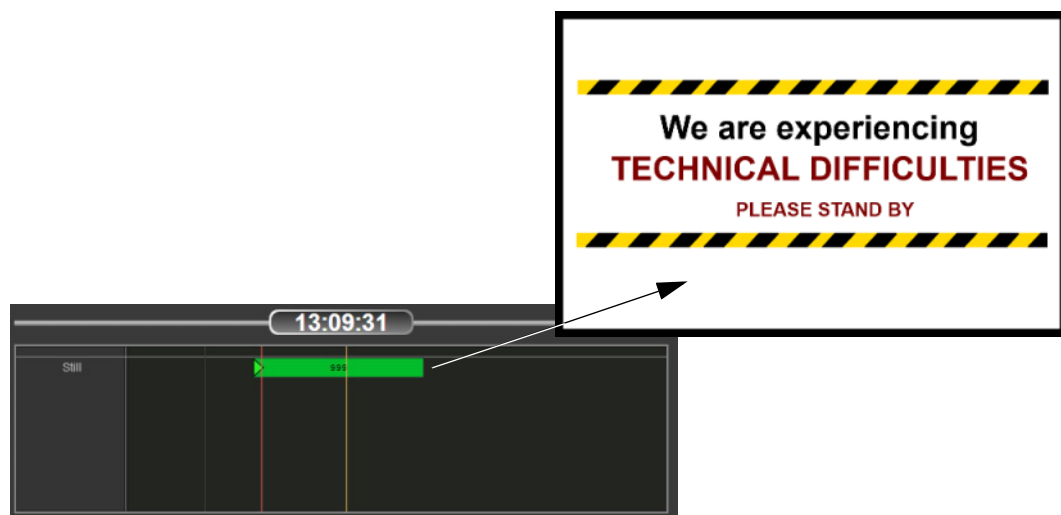 We are experiencing
TECHNICAL DIFFICULTIES
PLEASE STAND BY
13:09:31
Still
999